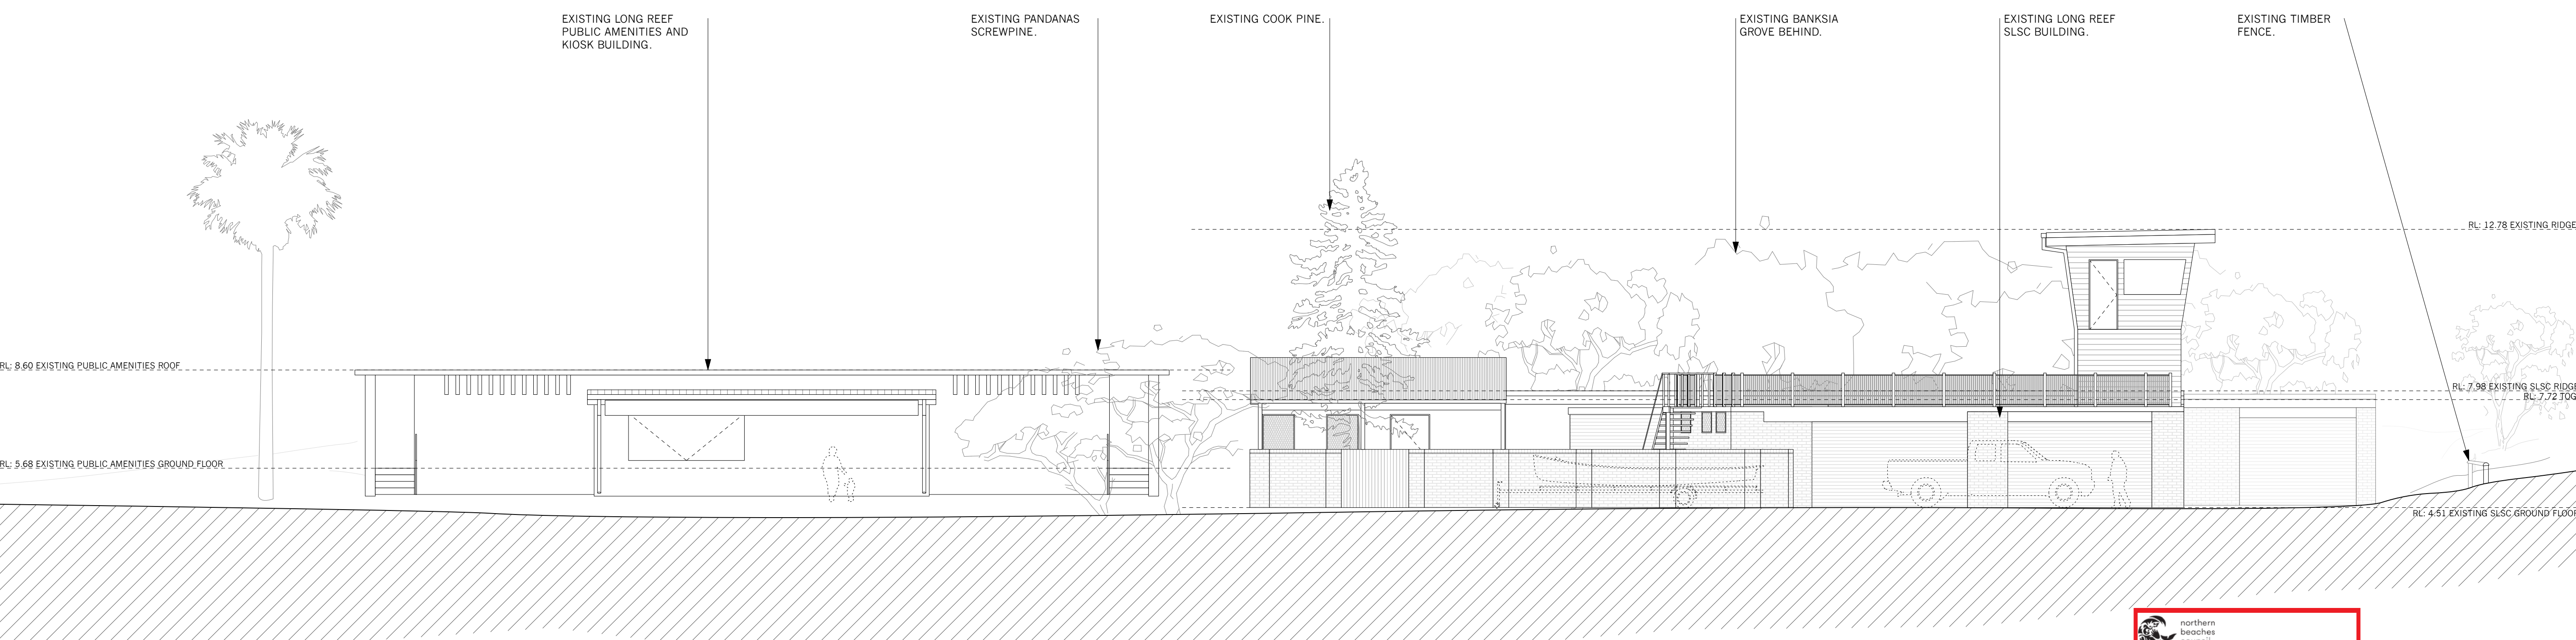 EXISTING LONG REEF
PUBLIC AMENITIES AND
KIOSK BUILDING.
EXISTING PANDANAS
SCREWPINE.
EXISTING COOK PINE.
EXISTING BANKSIA
GROVE BEHIND.
EXISTING LONG REEF
SLSC BUILDING.
EXISTING TIMBER
FENCE.
RL: 12.78 EXISTING RIDGE
RL: 8.60 EXISTING PUBLIC AMENITIES ROOF
RL: 7.98 EXISTING SLSC RIDGE
RL: 7.72 TOG
RL: 5.68 EXISTING PUBLIC AMENITIES GROUND FLOOR
RL: 4.51 EXISTING SLSC GROUND FLOOR
northern
beaches